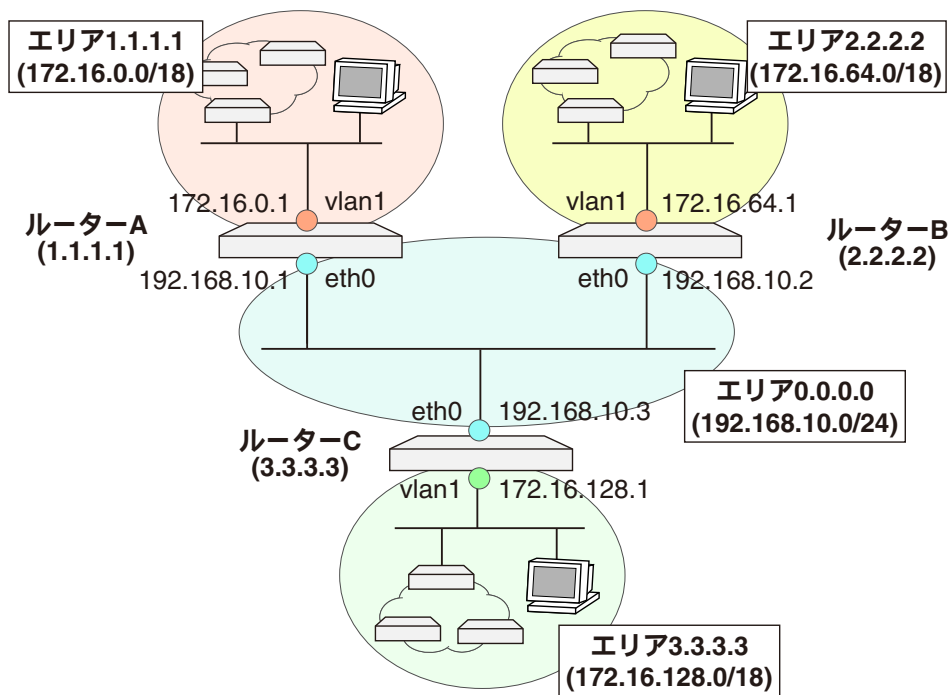 エリア1.1.1.1
(172.16.0.0/18)
エリア2.2.2.2
(172.16.64.0/18)
172.16.0.1
vlan1
vlan1
172.16.64.1
ルーターA
(1.1.1.1)
ルーターB
(2.2.2.2)
192.168.10.1
eth0
eth0
192.168.10.2
エリア0.0.0.0
(192.168.10.0/24)
eth0
192.168.10.3
ルーターC
(3.3.3.3)
vlan1
172.16.128.1
エリア3.3.3.3
(172.16.128.0/18)